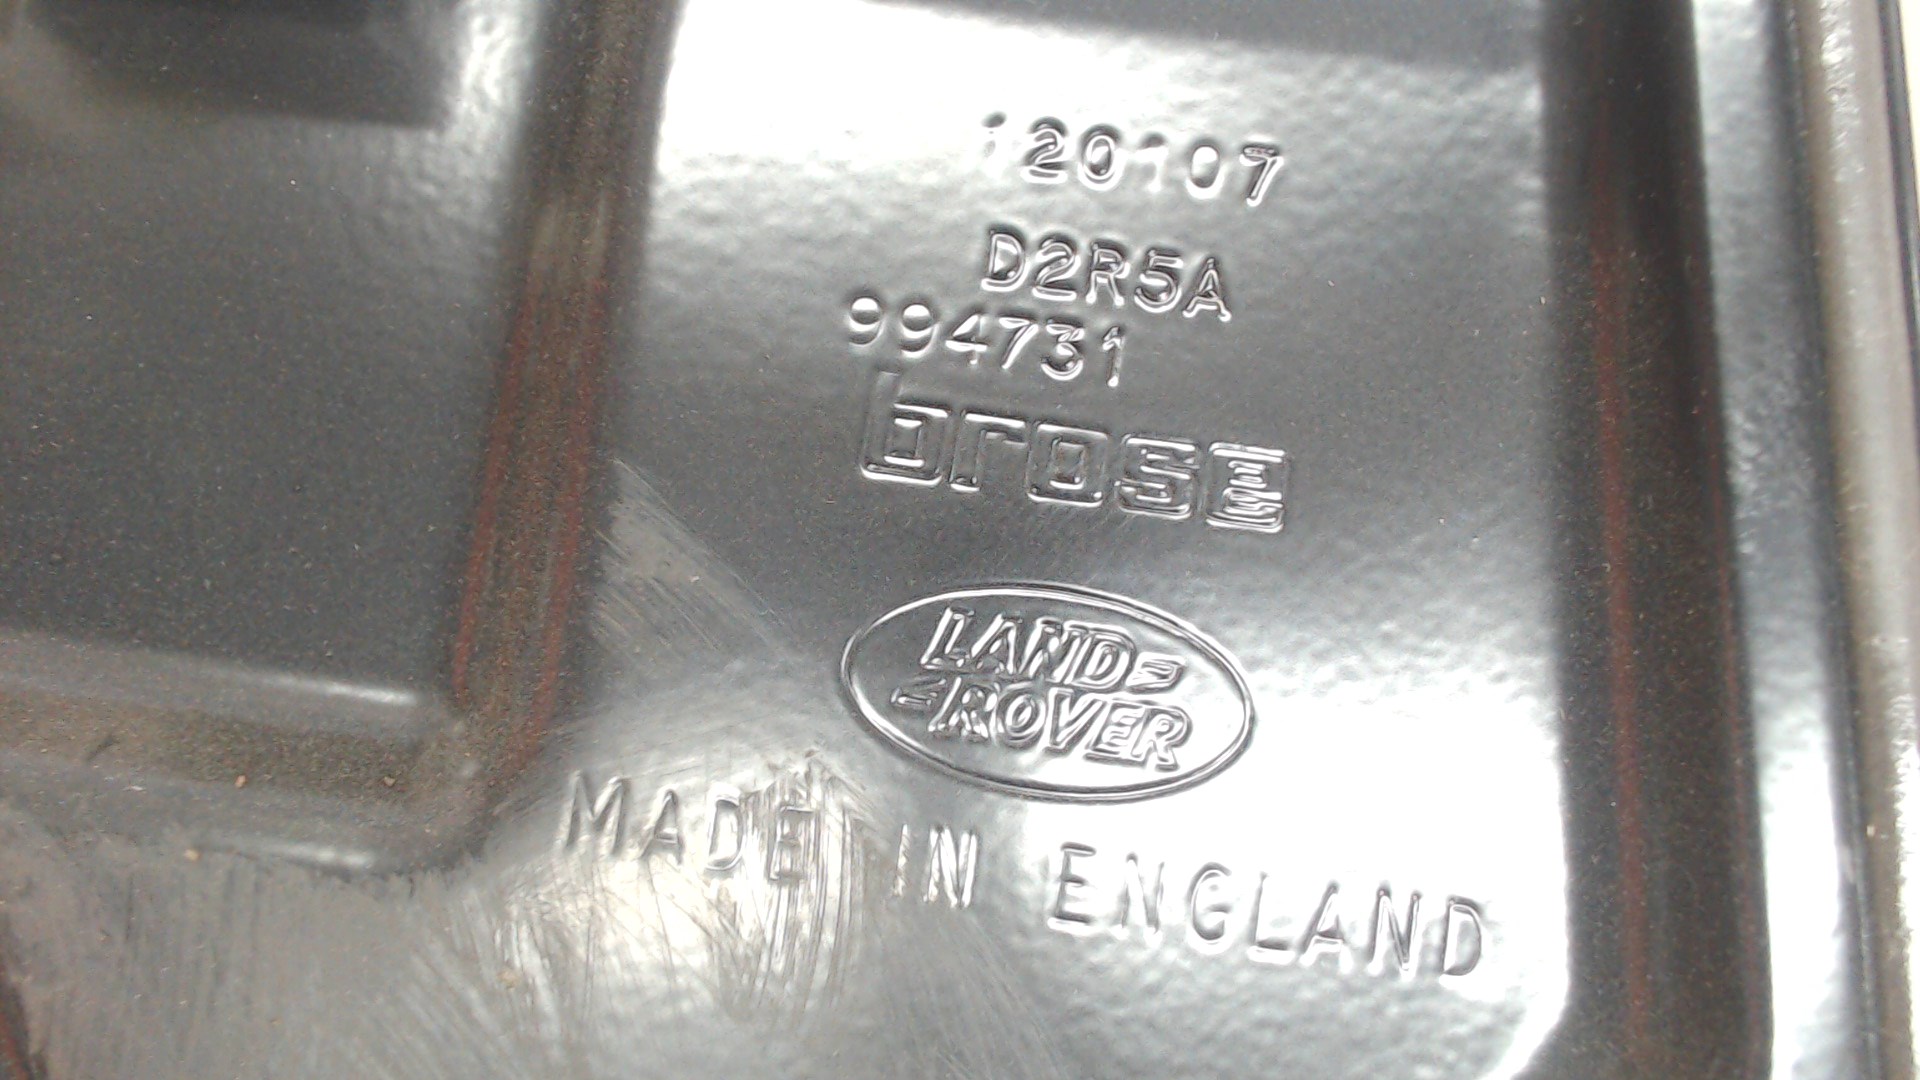 120107
D2R5A
994731
brose
LAND
ROVER
MADE IN ENGLAND